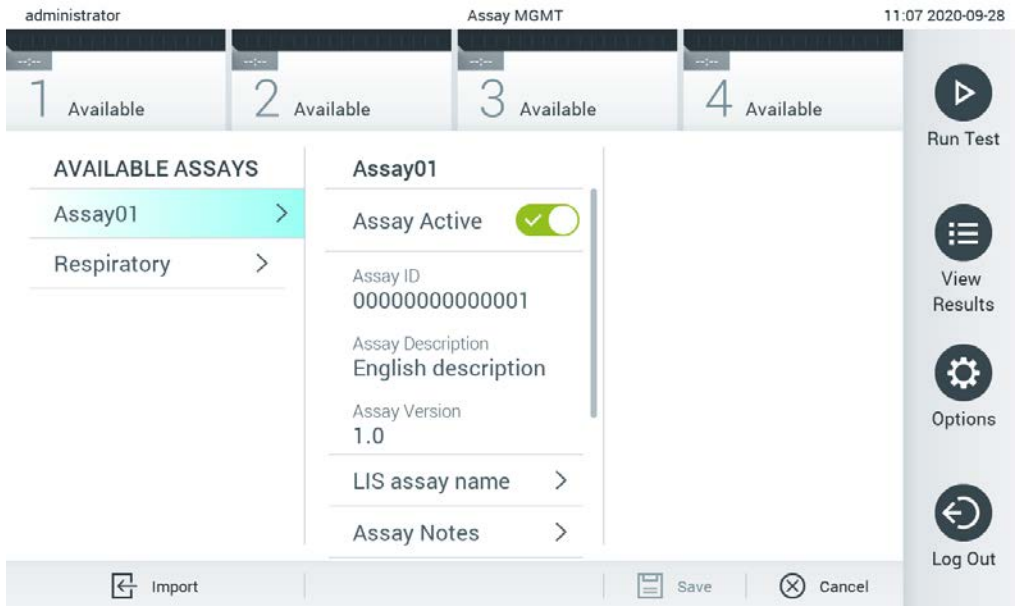 administrator Assay MGMT 11:07 2020-09-28
--:-- --:-- --:-- --:--
1 Available 2 Available 3 Available 4 Available
Run Test
AVAILABLE ASSAYS
Assay01
Respiratory
Assay01
Assay Active
Assay ID
00000000000001
Assay Description
English description
Assay Version
1.0
LIS assay name
Assay Notes
View
Results
Options
Log Out
Import Save Cancel